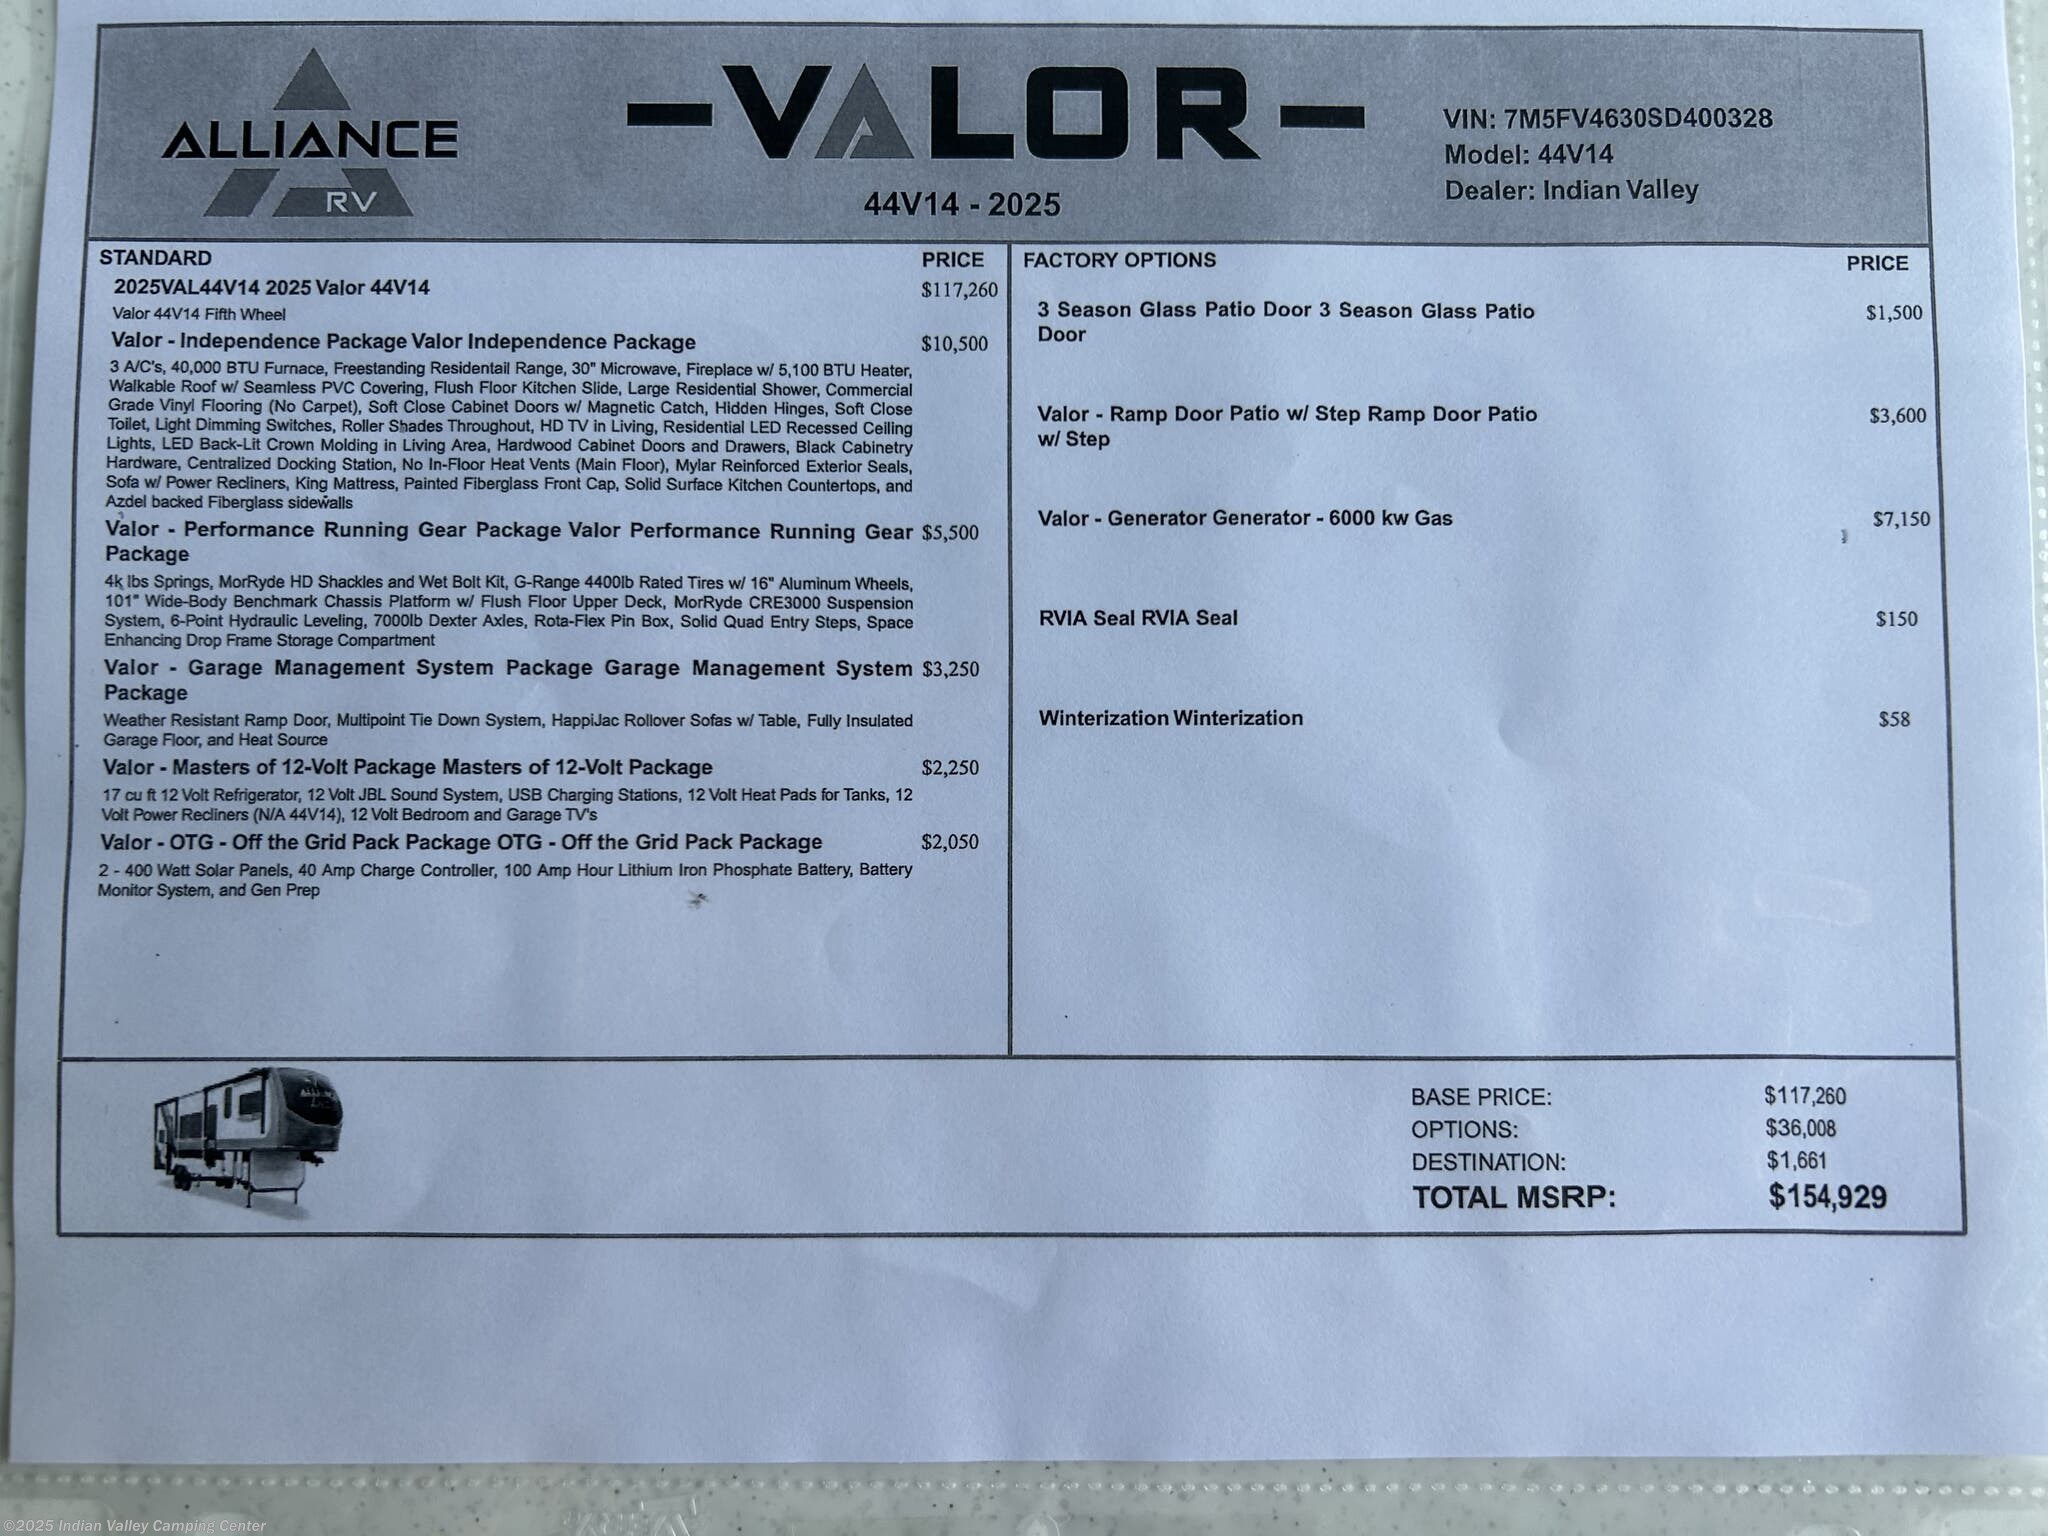 ALLIANCE
RV
VALOR
44V14 - 2025
VIN: 7M5FV4630SD400328
Model: 44V14
Dealer: Indian Valley
STANDARD PRICE
2025VAL44V14 2025 Valor 44V14 $117,260
Valor 44V14 Fifth Wheel
Valor - Independence Package Valor Independence Package $10,500
3 A/C's, 40,000 BTU Furnace, Freestanding Residentail Range, 30" Microwave, Fireplace w/ 5,100 BTU Heater,
Walkable Roof w/ Seamless PVC Covering, Flush Floor Kitchen Slide, Large Residential Shower, Commercial
Grade Vinyl Flooring (No Carpet), Soft Close Cabinet Doors w/ Magnetic Catch, Hidden Hinges, Soft Close
Toilet, Light Dimming Switches, Roller Shades Throughout, HD TV in Living, Residential LED Recessed Ceiling
Lights, LED Back-Lit Crown Molding in Living Area, Hardwood Cabinet Doors and Drawers, Black Cabinetry
Hardware, Centralized Docking Station, No In-Floor Heat Vents (Main Floor), Mylar Reinforced Exterior Seals,
Sofa w/ Power Recliners, King Mattress, Painted Fiberglass Front Cap, Solid Surface Kitchen Countertops, and
Azdel backed Fiberglass sidewalls
Valor - Performance Running Gear Package Valor Performance Running Gear $5,500
Package
4k lbs Springs, MorRyde HD Shackles and Wet Bolt Kit, G-Range 4400lb Rated Tires w/ 16" Aluminum Wheels,
101" Wide-Body Benchmark Chassis Platform w/ Flush Floor Upper Deck, MorRyde CRE3000 Suspension
System, 6-Point Hydraulic Leveling, 7000lb Dexter Axles, Rota-Flex Pin Box, Solid Quad Entry Steps, Space
Enhancing Drop Frame Storage Compartment
Valor - Garage Management System Package Garage Management System $3,250
Package
Weather Resistant Ramp Door, Multipoint Tie Down System, HappiJac Rollover Sofas w/ Table, Fully Insulated
Garage Floor, and Heat Source
Valor - Masters of 12-Volt Package Masters of 12-Volt Package $2,250
17 cu ft 12 Volt Refrigerator, 12 Volt JBL Sound System, USB Charging Stations, 12 Volt Heat Pads for Tanks, 12
Volt Power Recliners (N/A 44V14), 12 Volt Bedroom and Garage TV's
Valor - OTG - Off the Grid Pack Package OTG - Off the Grid Pack Package $2,050
2 - 400 Watt Solar Panels, 40 Amp Charge Controller, 100 Amp Hour Lithium Iron Phosphate Battery, Battery
Monitor System, and Gen Prep
FACTORY OPTIONS PRICE
3 Season Glass Patio Door 3 Season Glass Patio $1,500
Door
Valor - Ramp Door Patio w/ Step Ramp Door Patio $3,600
w/ Step
Valor - Generator Generator - 6000 kw Gas $7,150
RVIA Seal RVIA Seal $150
Winterization Winterization $58
BASE PRICE: $117,260
OPTIONS: $36,008
DESTINATION: $1,661
TOTAL MSRP: $154,929
©2025 Indian Valley Camping Center